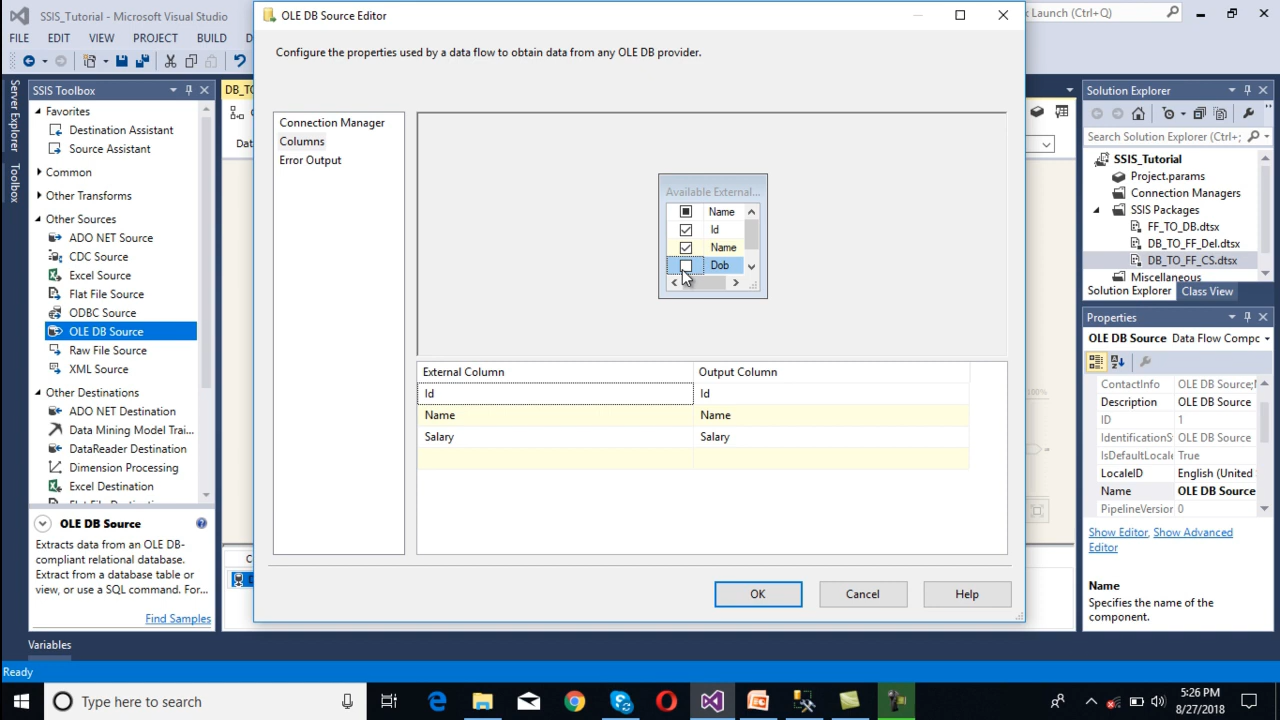 SSIS_Tutorial - Microsoft Visual Studio
OLE DB Source Editor
Launch (Ctrl+Q)
FILE EDIT VIEW PROJECT BUILD
Configure the properties used by a data flow to obtain data from any OLE DB provider.
Server Explorer
Toolbox
SSIS Toolbox
Favorites
Destination Assistant
Source Assistant
Common
Other Transforms
Other Sources
ADO NET Source
CDC Source
Excel Source
Flat File Source
ODBC Source
OLE DB Source
Raw File Source
XML Source
Other Destinations
ADO NET Destination
Data Mining Model Trai...
DataReader Destination
Dimension Processing
Excel Destination
OLE DB Source
Extracts data from an OLE DB-
compliant relational database.
Extract from a database table or
view, or use a SQL command. For...
Find Samples
DB_TO
Dat
Connection Manager
Columns
Error Output
Available External...
Name
Id
Name
Dob
External Column Output Column
Id Id
Name Name
Salary Salary
OK Cancel Help
100%
Solution Explorer
Search Solution Explorer (Ctrl+;
SSIS_Tutorial
Project.params
Connection Managers
SSIS Packages
FF_TO_DB.dtsx
DB_TO_FF_Del.dtsx
DB_TO_FF_CS.dtsx
Miscellaneous
Solution Explorer Class View
Properties
OLE DB Source Data Flow Compc
ContactInfo OLE DB Source;N
Description OLE DB Source
ID 1
IdentificationS OLE DB Source
IsDefaultLocale True
LocaleID English (United
Name OLE DB Source
PipelineVersion 0
Show Editor, Show Advanced
Editor
Name
Specifies the name of the
component.
Variables
Ready
Type here to search
5:26 PM
8/27/2018